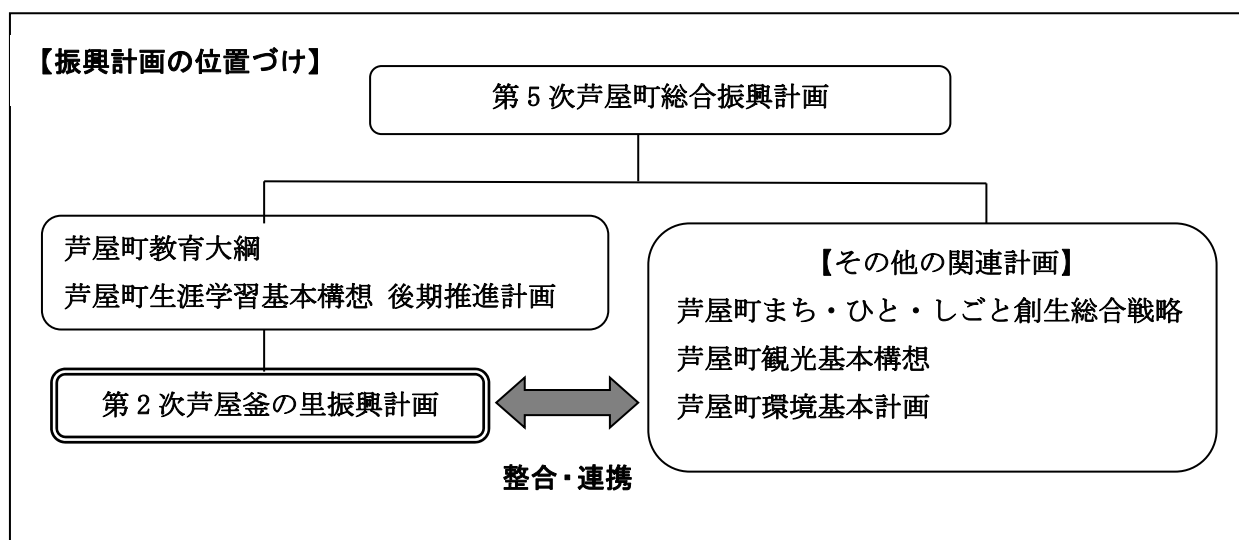 【振興計画の位置づけ】
第5次芦屋町総合振興計画
芦屋町教育大綱
芦屋町生涯学習基本構想 後期推進計画
【その他の関連計画】
芦屋町まち・ひと・しごと創生総合戦略
芦屋町観光基本構想
芦屋町環境基本計画
第2次芦屋釜の里振興計画
整合・連携